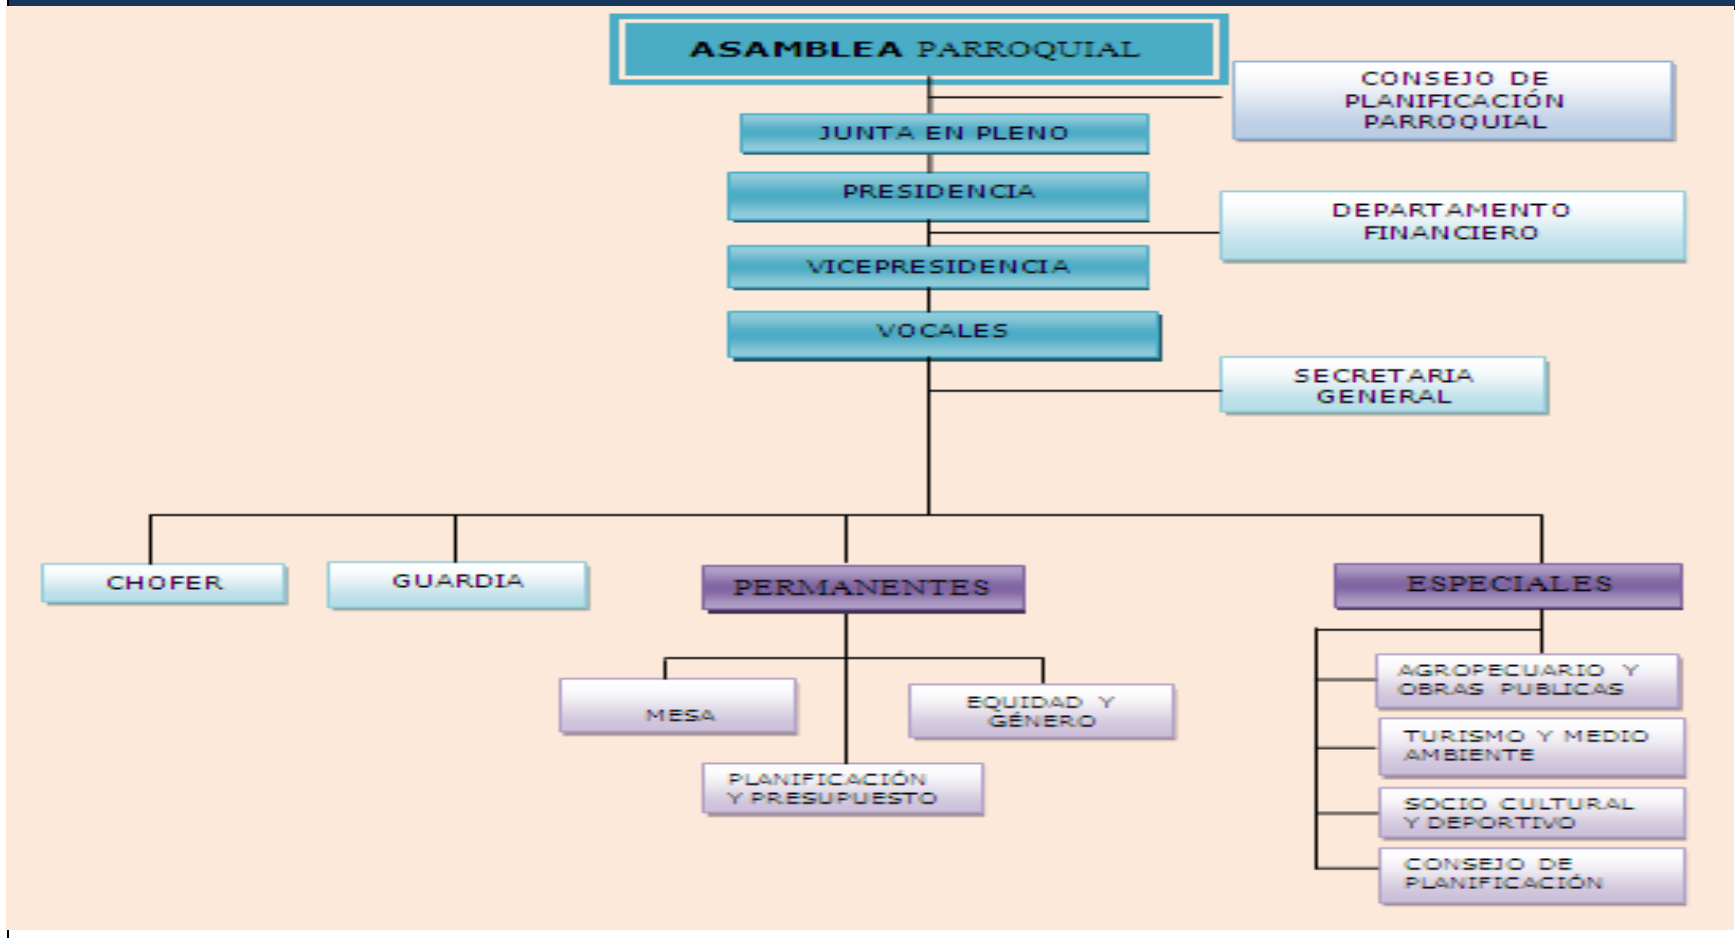 ASAMBLEA PARROQUIAL
CONSEJO DE
PLANIFICACIÓN
PARROQUIAL
JUNTA EN PLENO
PRESIDENCIA
DEPARTAMENTO
FINANCIERO
VICEPRESIDENCIA
VOCALES
SECRETARIA
GENERAL
CHOFER
GUARDIA
PERMANENTES
ESPECIALES
MESA
EQUIDAD Y
GÉNERO
PLANIFICACIÓN
Y PRESUPUESTO
AGROPECUARIO Y
OBRAS PUBLICAS
TURISMO Y MEDIO
AMBIENTE
SOCIO CULTURAL
Y DEPORTIVO
CONSEJO DE
PLANIFICACIÓN